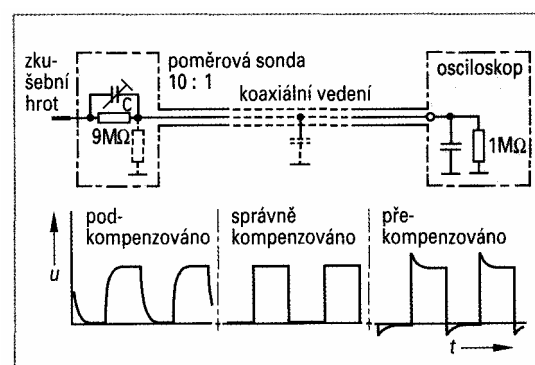 zku-
šební
hrot
poměrová sonda
10 : 1
koaxiální vedení
osciloskop
C
9MΩ
1MΩ
pod-
kompenzováno
správně
kompenzováno
pře-
kompenzováno
u
t